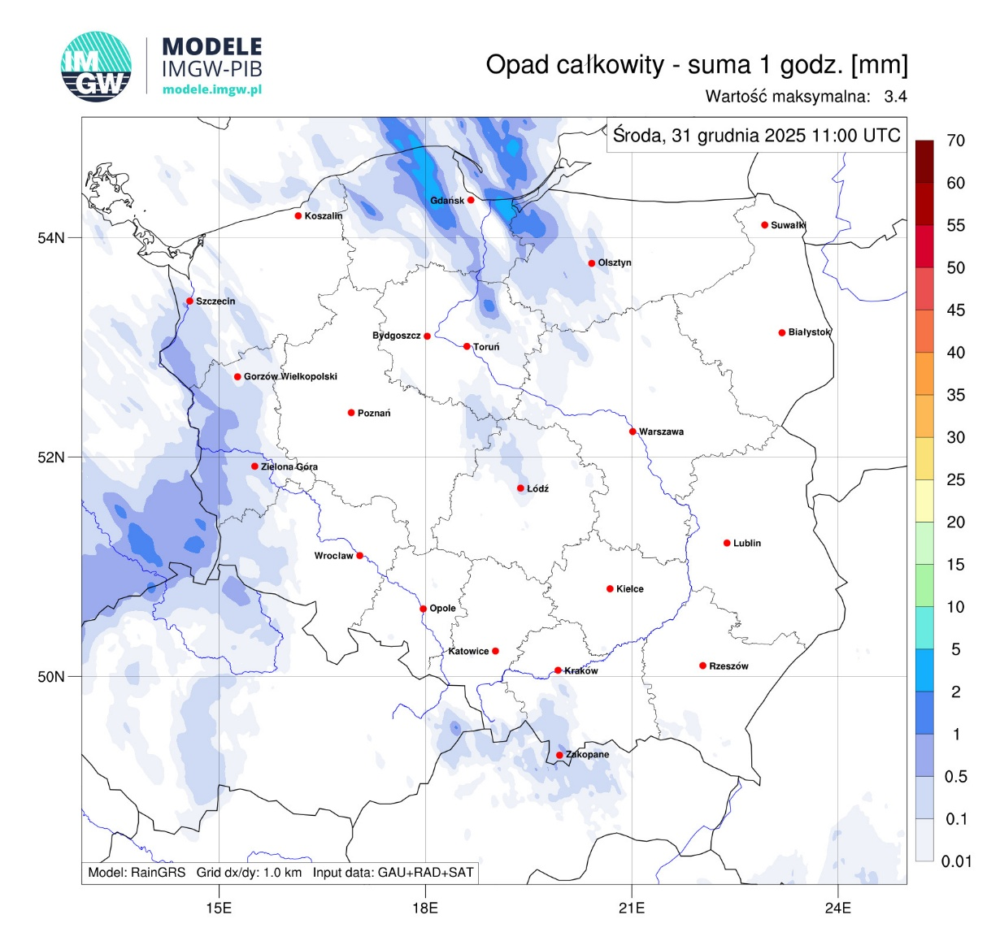 IM
GW
MODELE
IMGW-PIB
modele.imgw.pl
Opad całkowity - suma 1 godz. [mm]
Wartość maksymalna: 3.4
Środa, 31 grudnia 2025 11:00 UTC
70
60
55
50
45
40
35
30
25
20
15
10
5
2
1
0.5
0.1
0.01
54N
52N
50N
Gdańsk
Koszalin
Suwałki
Olsztyn
Szczecin
Białystok
Bydgoszcz
Toruń
Gorzów Wielkopolski
Poznań
Warszawa
Zielona Góra
Łódź
Lublin
Wrocław
Kielce
Opole
Katowice
Kraków
Rzeszów
Zakopane
Model: RainGRS Grid dx/dy: 1.0 km Input data: GAU+RAD+SAT
15E
18E
21E
24E